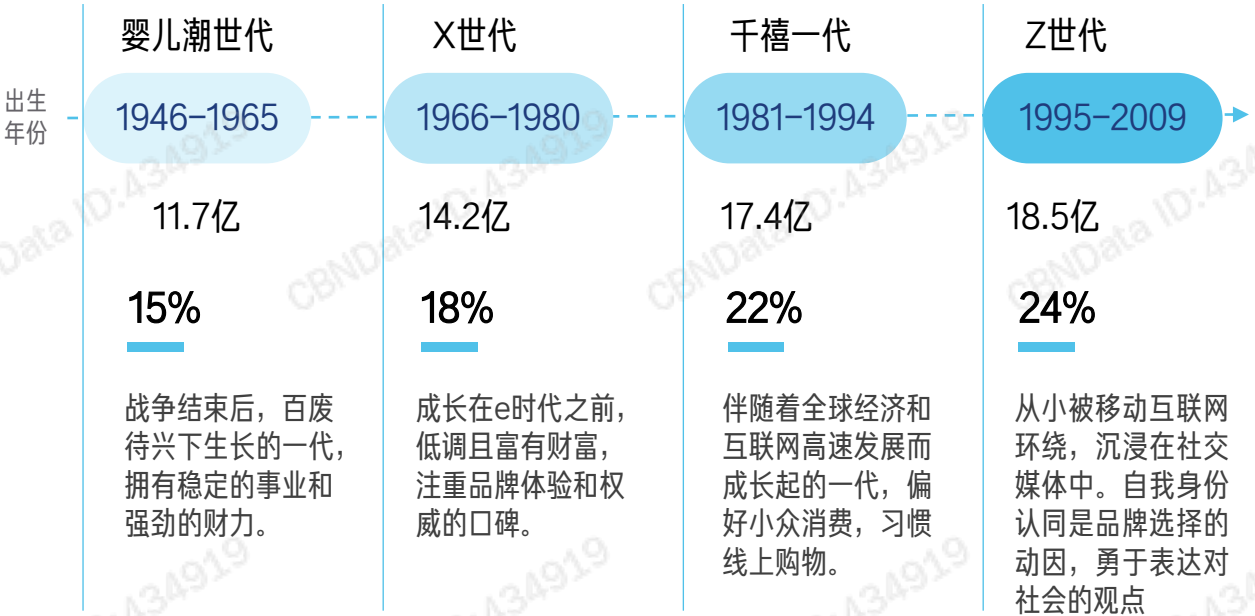 婴儿潮世代
X世代
千禧一代
Z世代
出生
年份
1946–1965
1966–1980
1981–1994
1995–2009
11.7亿
14.2亿
17.4亿
18.5亿
15%
18%
22%
24%
战争结束后，百废
待兴下生长的一代，
拥有稳定的事业和
强劲的财力。
成长在e时代之前，
低调且富有财富，
注重品牌体验和权
威的口碑。
伴随着全球经济和
互联网高速发展而
成长起的一代，偏
好小众消费，习惯
线上购物。
从小被移动互联网
环绕，沉浸在社交
媒体中。自我身份
认同是品牌选择的
动因，勇于表达对
社会的观点
CBNData ID:434919